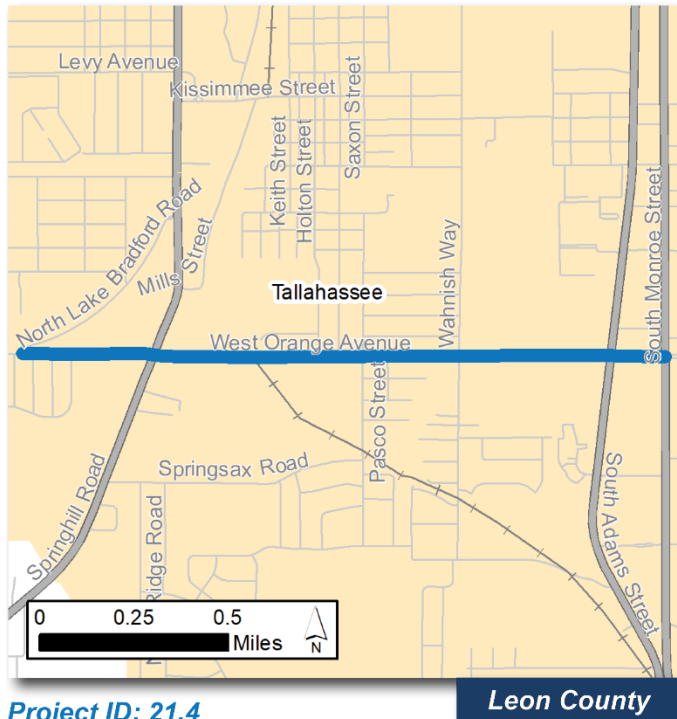 Levy Avenue
Kissimmee Street
Saxon Street
Keith Street
Holton Street
North Lake Bradford Road
Mills Street
Tallahassee
Wahnish Way
South Monroe Street
West Orange Avenue
Pasco Street
Springsax Road
Springhill Road
Ridge Road
South Adams Street
0 0.25 0.5
Miles
N
Project ID: 21.4
Leon County